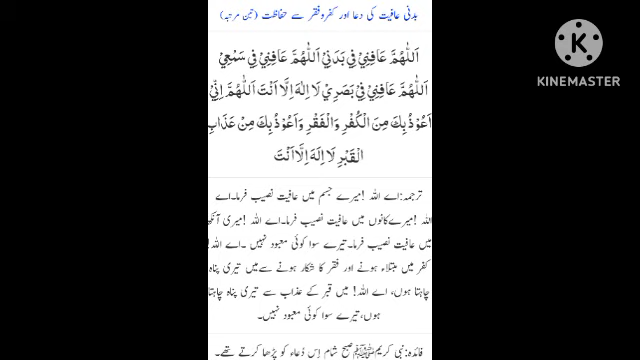 بدنی عافیت کی دعا اور کفر و فقر سے حفاظت (تین مرتبہ)
اَللّٰهُمَّ عَافِنِيْ فِيْ بَدَنِيْ اَللّٰهُمَّ عَافِنِيْ فِيْ سَمْعِيْ
اَللّٰهُمَّ عَافِنِيْ فِيْ بَصَرِيْ لَا اِلٰهَ اِلَّا اَنْتَ اَللّٰهُمَّ اِنِّيْ
اَعُوْذُ بِكَ مِنَ الْكُفْرِ وَالْفَقْرِ وَاَعُوْذُ بِكَ مِنْ عَذَابِ
الْقَبْرِ لَا اِلٰهَ اِلَّا اَنْتَ
ترجمہ: اے اللہ! میرے جسم میں عافیت نصیب فرما۔ اے
اللہ! میرے کانوں میں عافیت نصیب فرما۔ اے اللہ! میری آنکھ
میں عافیت نصیب فرما۔ تیرے سوا کوئی معبود نہیں۔ اے اللہ!
کفر میں مبتلاء ہونے اور فقر کا شکار ہونے سے میں تیری پناہ
چاہتا ہوں، اے اللہ! میں قبر کے عذاب سے تیری پناہ چاہتا
ہوں، تیرے سوا کوئی معبود نہیں۔
فائدہ: نبی کریم ﷺ صبح شام اِس دُعاء کو پڑھا کرتے تھے۔
KINEMASTER